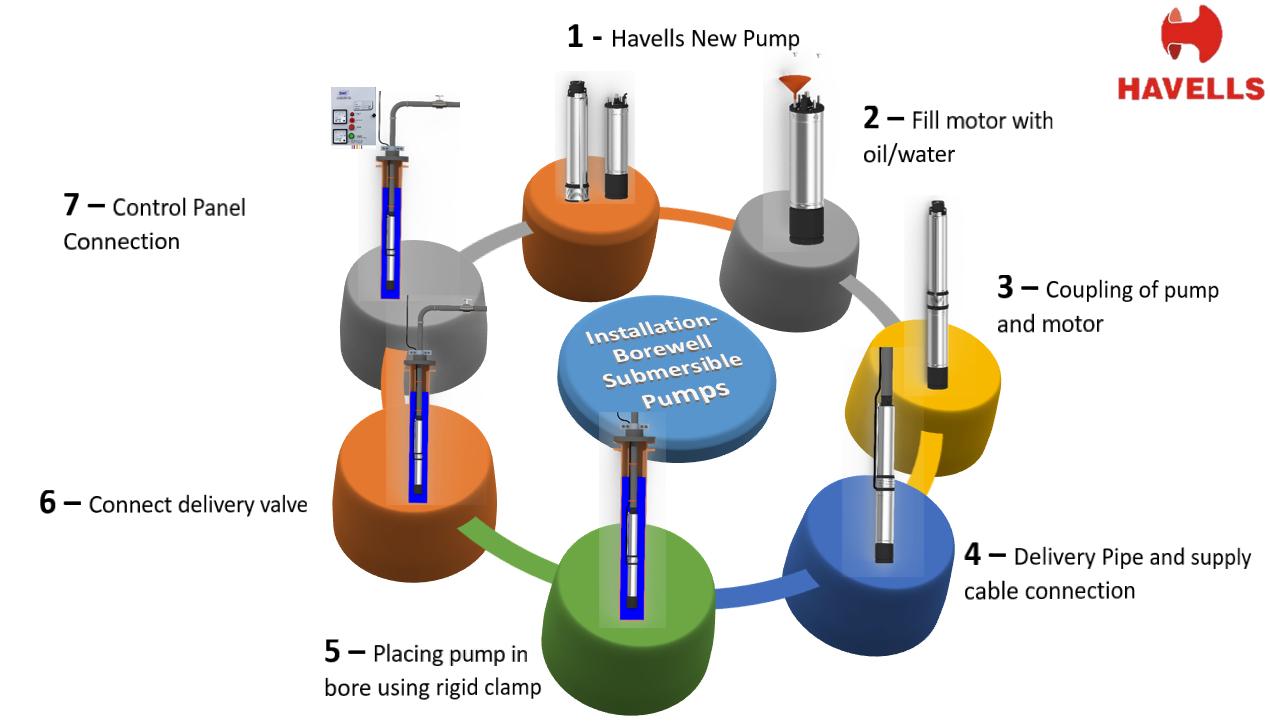 1 - Havells New Pump
HAVELLS
2 – Fill motor with
oil/water
3 – Coupling of pump
and motor
4 – Delivery Pipe and supply
cable connection
5 – Placing pump in
bore using rigid clamp
6 – Connect delivery valve
7 – Control Panel
Connection
Installation-
Borewell
Submersible
Pumps